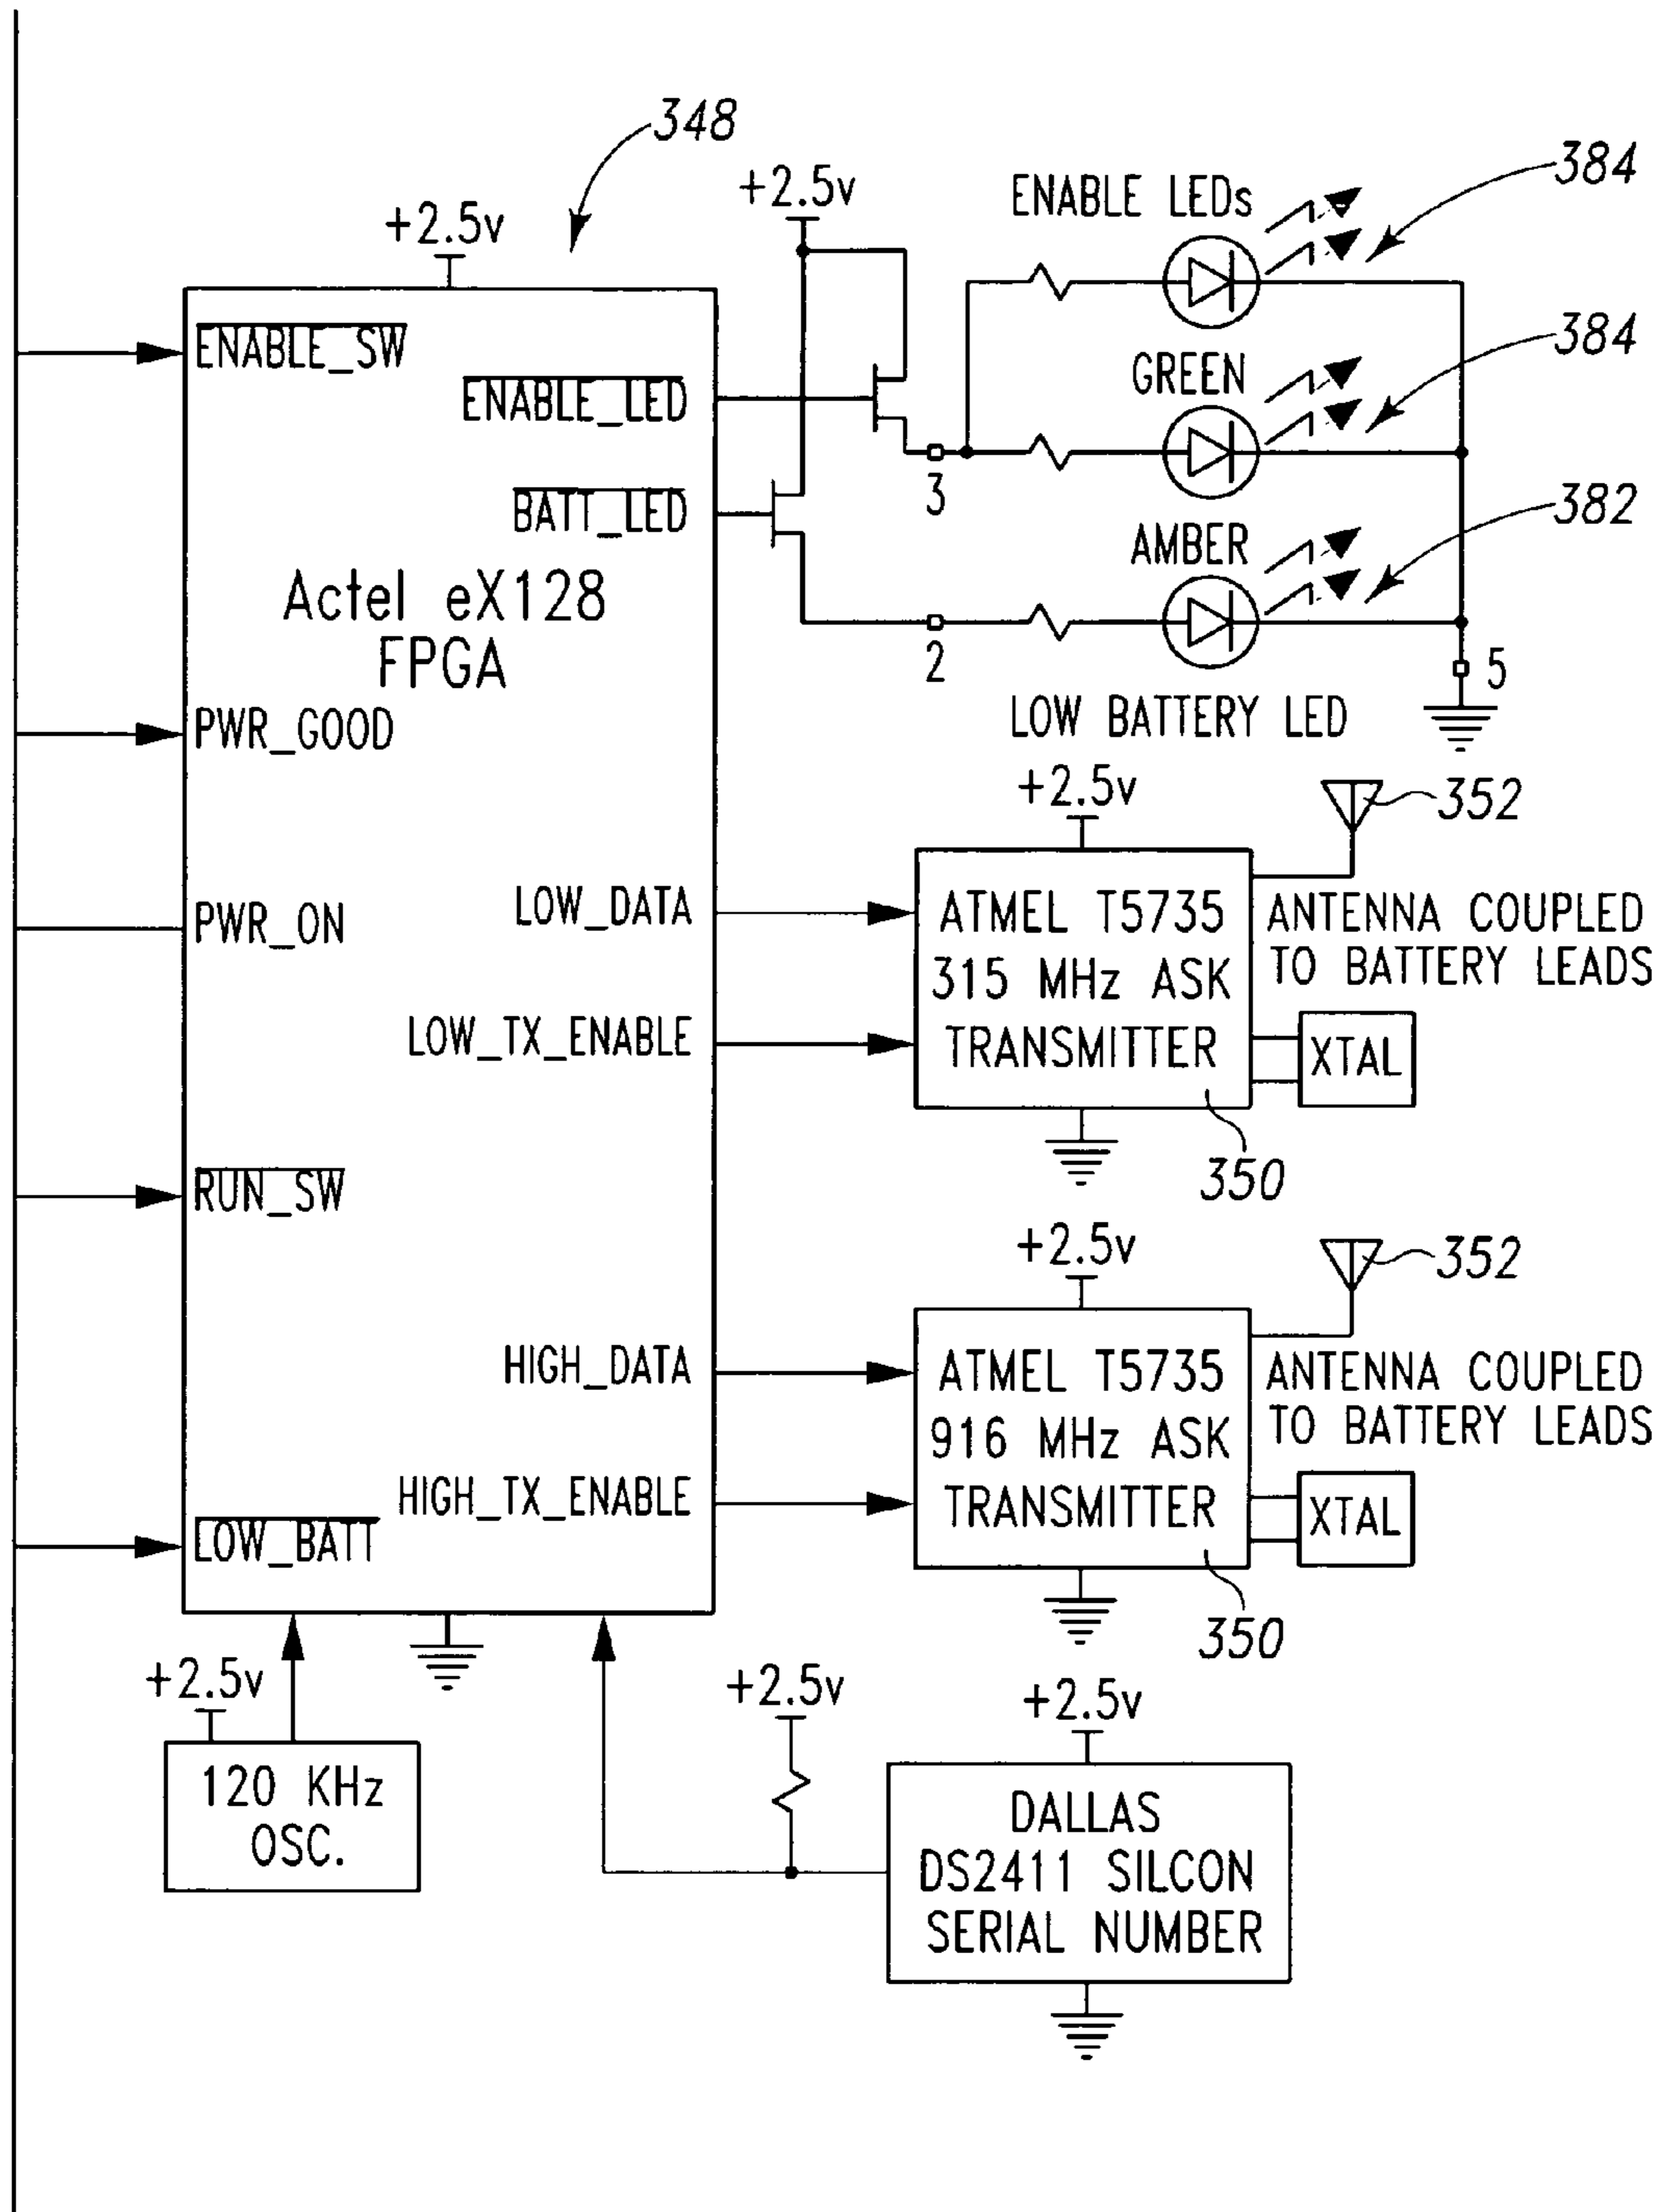 348
+2.5v
+2.5v
ENABLE LEDs
384
ENABLE_SW
ENABLE_LED
GREEN
384
3
BATT_LED
AMBER
382
Actel eX128
FPGA
2
5
LOW BATTERY LED
PWR_GOOD
+2.5v
352
PWR_ON
LOW_DATA
LOW_TX_ENABLE
ATMEL T5735
315 MHz ASK
TRANSMITTER
ANTENNA COUPLED
TO BATTERY LEADS
XTAL
350
RUN_SW
+2.5v
352
HIGH_DATA
HIGH_TX_ENABLE
ATMEL T5735
916 MHz ASK
TRANSMITTER
ANTENNA COUPLED
TO BATTERY LEADS
XTAL
350
LOW_BATT
+2.5v
120 KHz
OSC.
+2.5v
+2.5v
DALLAS
DS2411 SILCON
SERIAL NUMBER